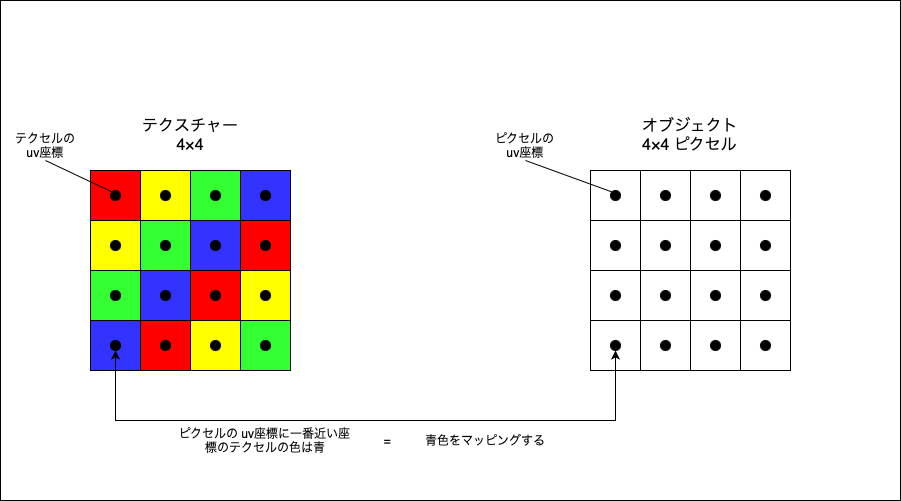 テクスチャー
4×4
オブジェクト
4×4 ピクセル
テクセルの
uv座標
ピクセルの
uv座標
ピクセルの uv座標に一番近い座
標のテクセルの色は青
=
青色をマッピングする